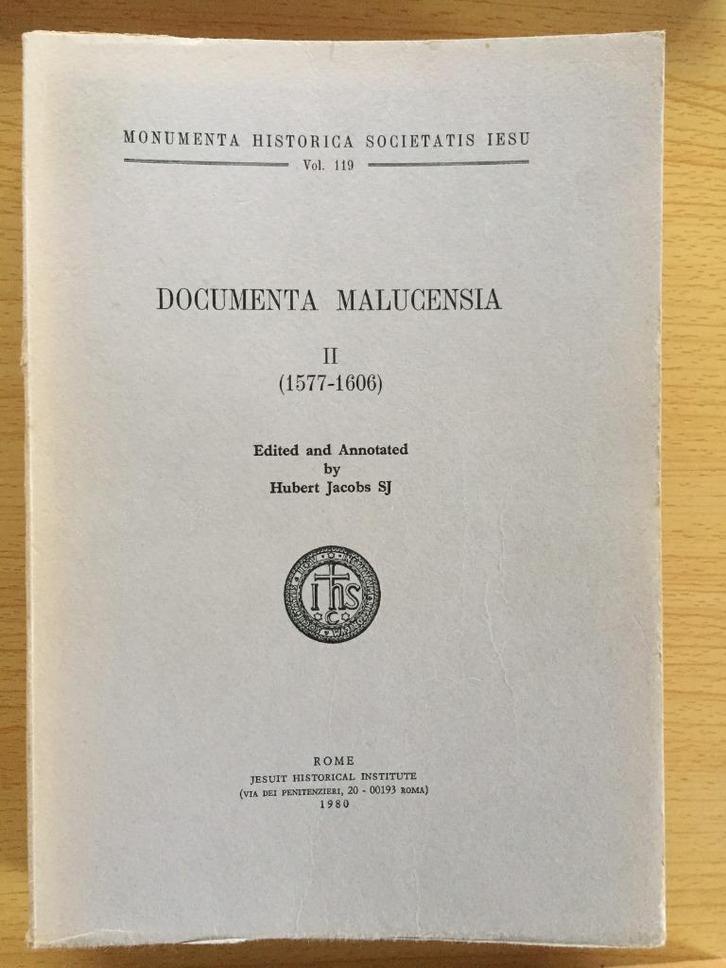 MONUMENTA HISTORICA SOCIETATIS IESU
Vol. 119
DOCUMENTA MALUCENSIA
II
(1577-1606)
Edited and Annotated
by
Hubert Jacobs SJ
IhS
ROME
JESUIT HISTORICAL INSTITUTE
(VIA DEI PENITENZIERI, 20 - 00193 ROMA)
1980